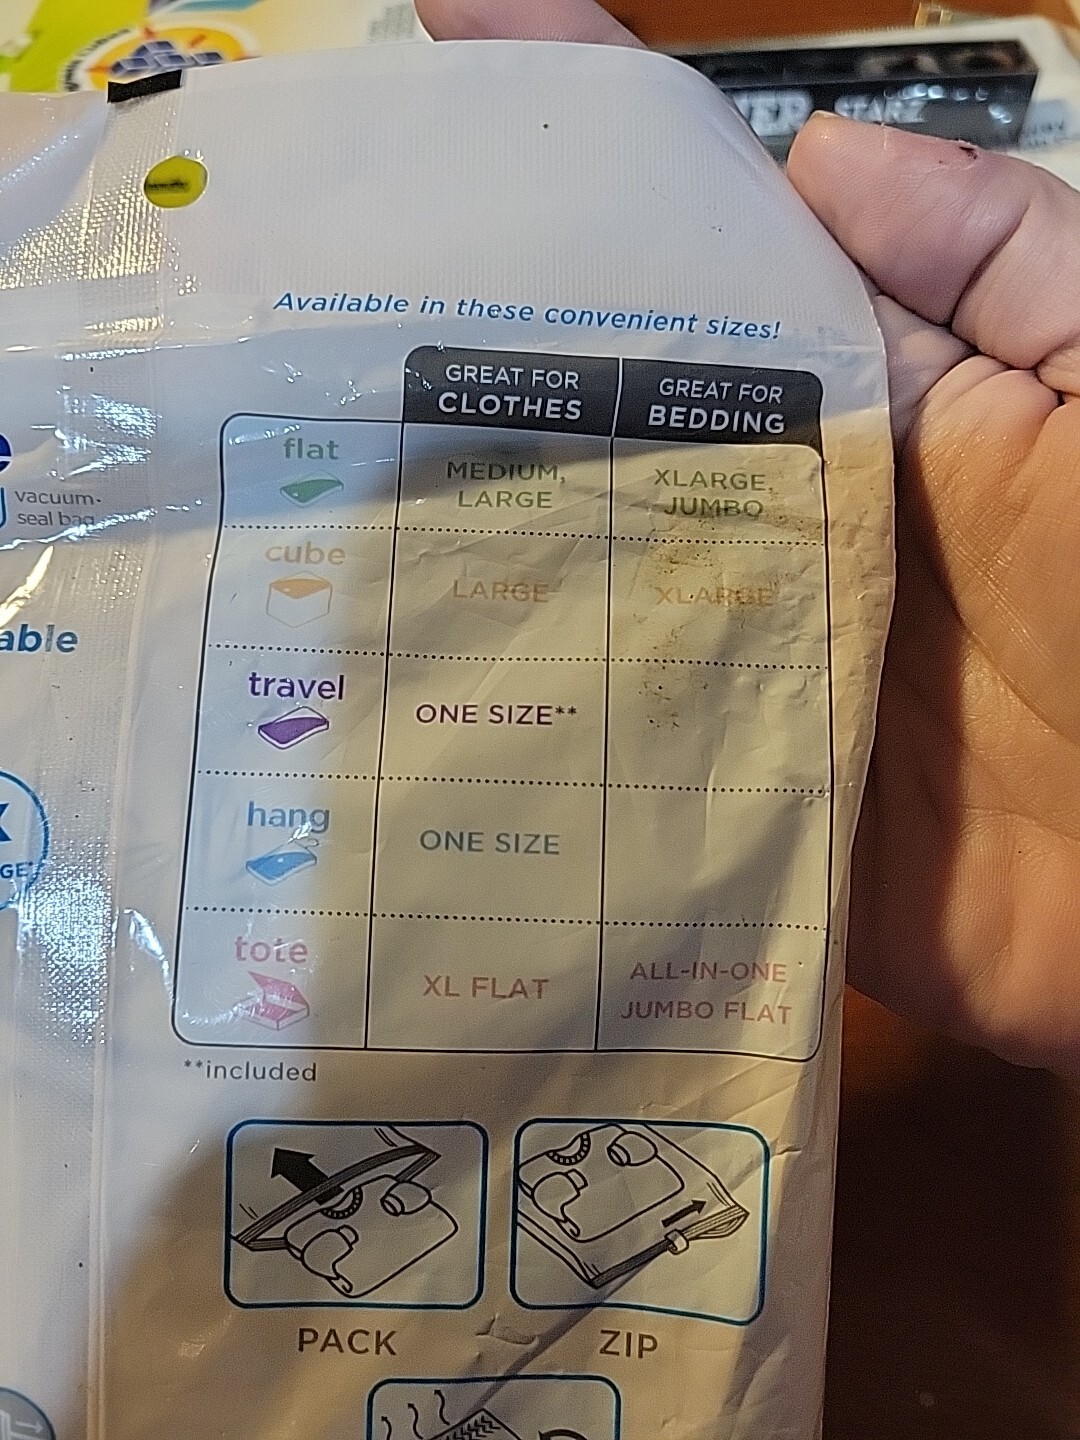 Available in these convenient sizes!
GREAT FOR
CLOTHES
GREAT FOR
BEDDING
flat
MEDIUM,
LARGE
XLARGE,
JUMBO
cube
LARGE
XLARGE
travel
ONE SIZE**
hang
ONE SIZE
tote
XL FLAT
ALL-IN-ONE
JUMBO FLAT
**included
PACK
ZIP
e
vacuum-
seal bag
able
X
GE*
STARZ